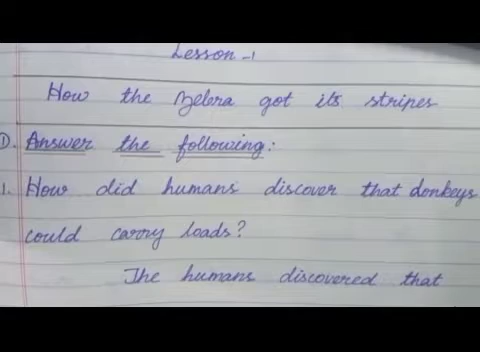 Lesson-1
How the Zebra got its stripes
D. Answer the following:
1. How did humans discover that donkeys
could carry loads?
The humans discovered that